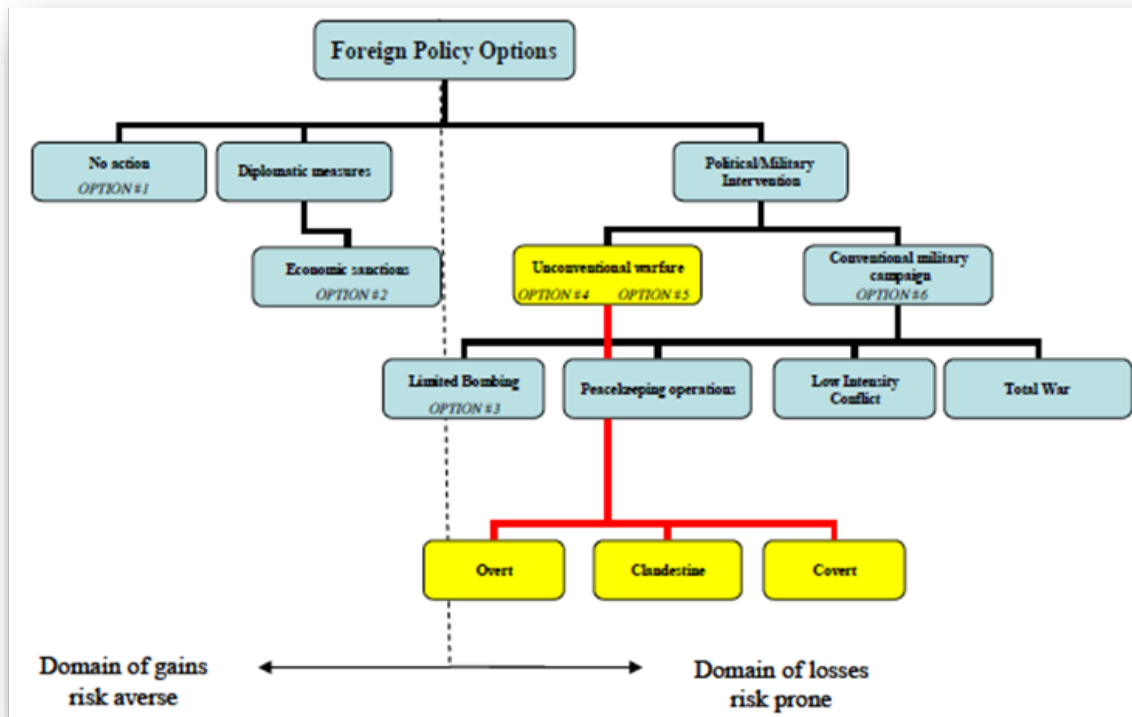 Foreign Policy Options
No action
OPTION #1
Diplomatic measures
Political/Military
Intervention
Economic sanctions
OPTION #2
Unconventional warfare
OPTION #4 OPTION #5
Conventional military
campaign
OPTION #6
Limited Bombing
OPTION #3
Peacekeeping operations
Low Intensity
Conflict
Total War
Overt
Clandestine
Covert
Domain of gains
risk averse
Domain of losses
risk prone